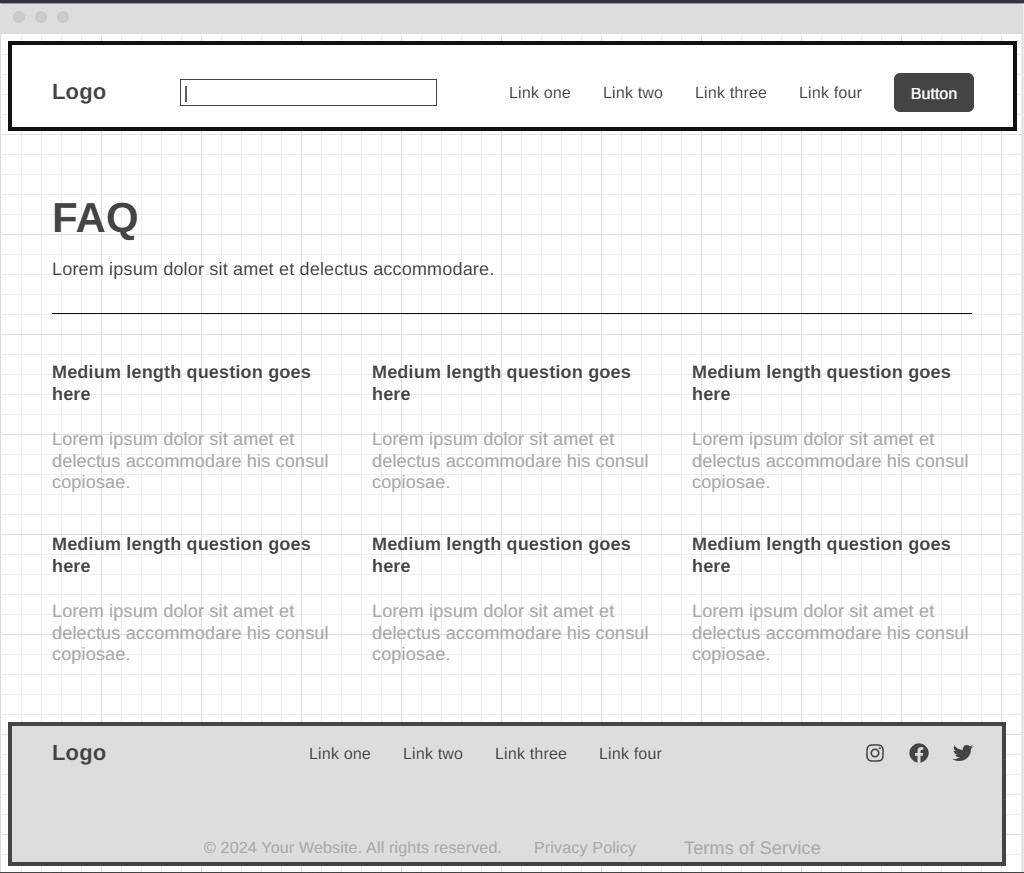 Logo Link one Link two Link three Link four Button
FAQ
Lorem ipsum dolor sit amet et delectus accommodare.
Medium length question goes
here
Medium length question goes
here
Medium length question goes
here
Lorem ipsum dolor sit amet et
delectus accommodare his consul
copiosae.
Lorem ipsum dolor sit amet et
delectus accommodare his consul
copiosae.
Lorem ipsum dolor sit amet et
delectus accommodare his consul
copiosae.
Medium length question goes
here
Medium length question goes
here
Medium length question goes
here
Lorem ipsum dolor sit amet et
delectus accommodare his consul
copiosae.
Lorem ipsum dolor sit amet et
delectus accommodare his consul
copiosae.
Lorem ipsum dolor sit amet et
delectus accommodare his consul
copiosae.
Logo Link one Link two Link three Link four
© 2024 Your Website. All rights reserved. Privacy Policy Terms of Service